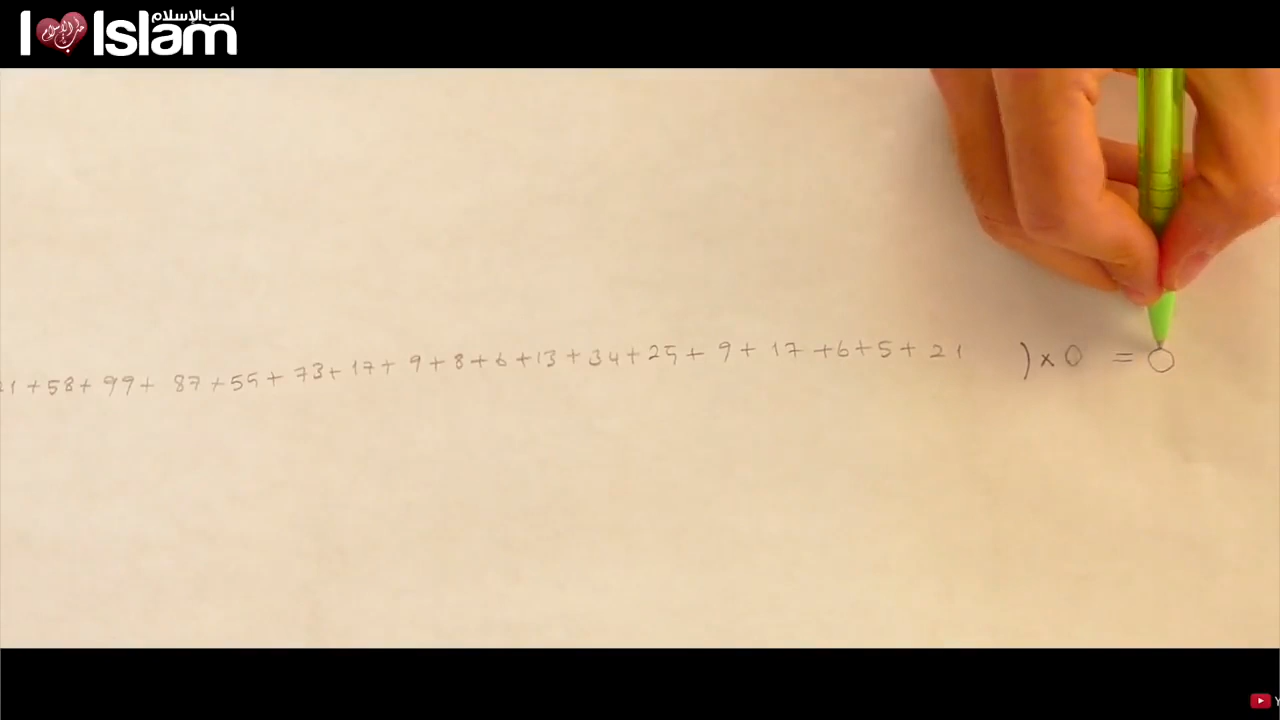 أحب الإسلام
I Islam
+58+ 99+ 87+55+ 73+17+ 9+8+6+13+34+25+ 9+ 17 +6+5+ 21 )×0 =0